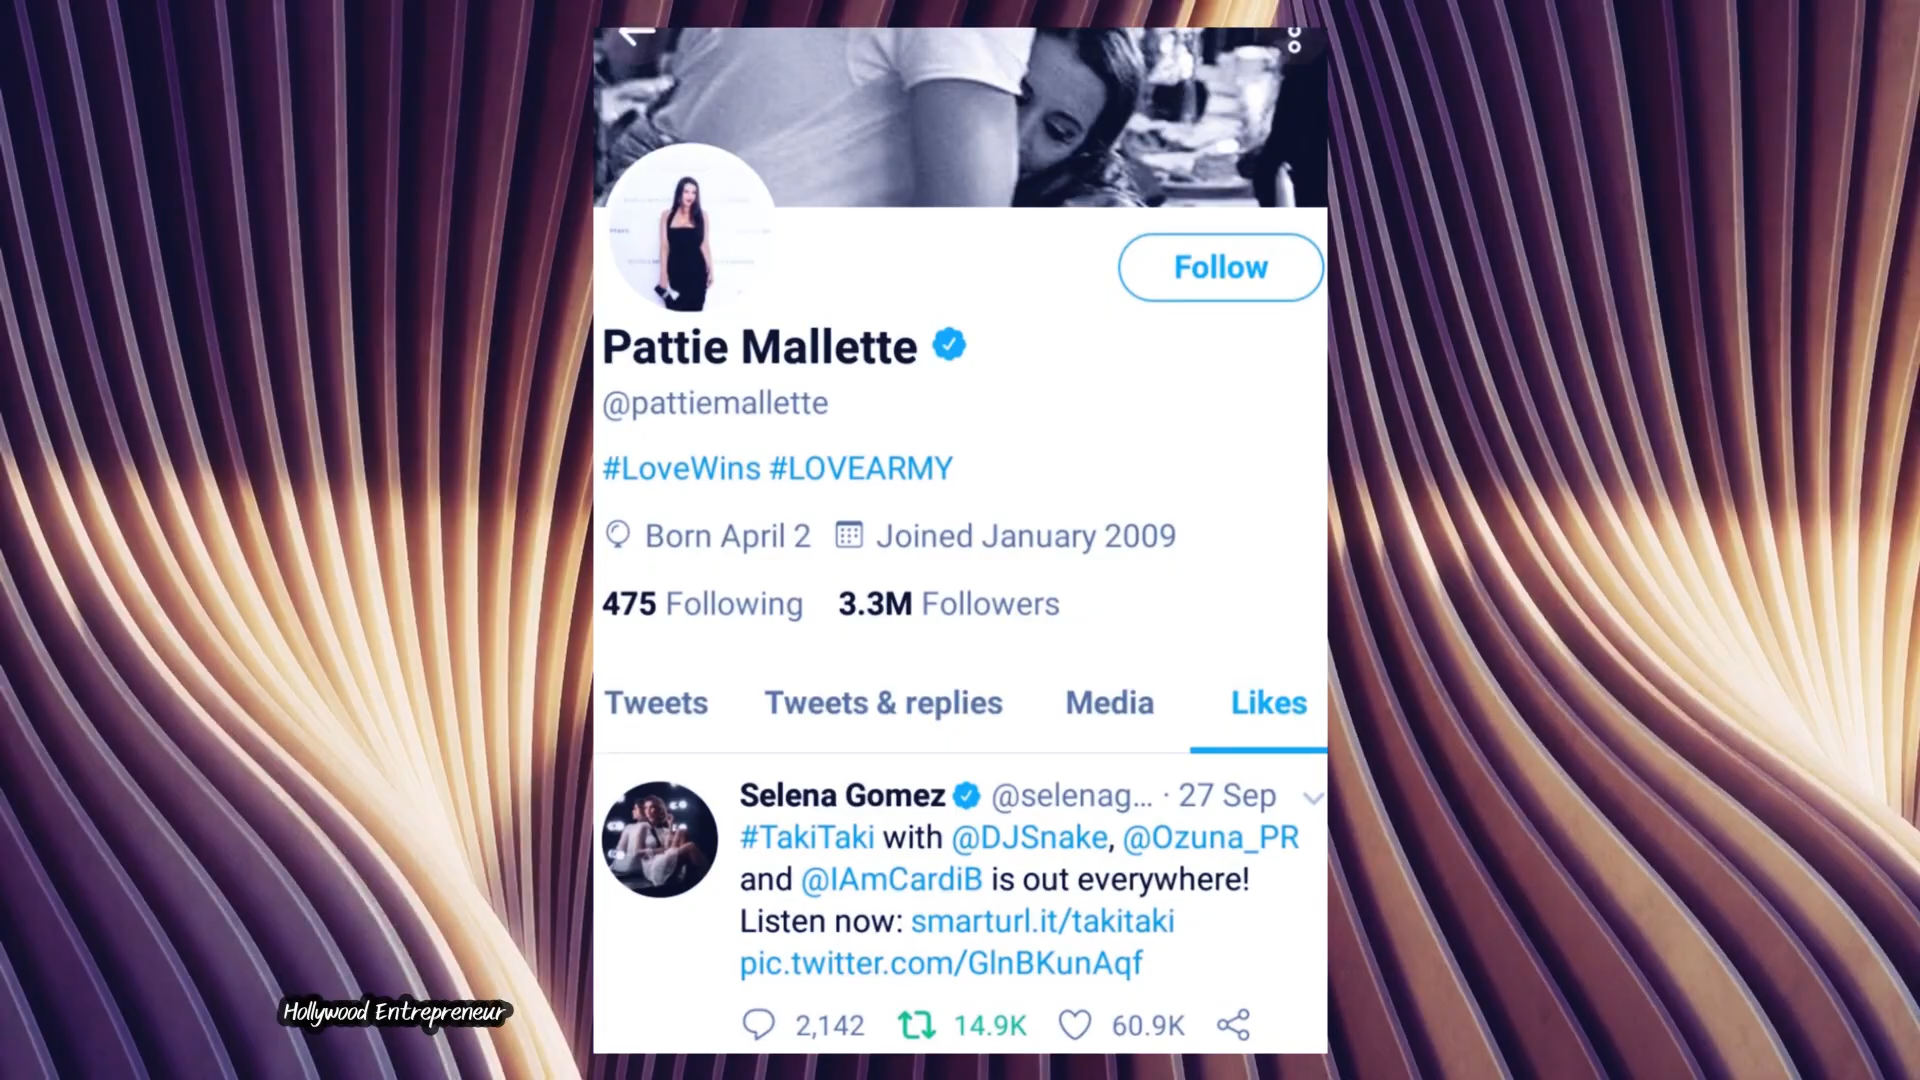 Follow
Pattie Mallette
@pattiemallette
#LoveWins #LOVEARMY
Born April 2 Joined January 2009
475 Following 3.3M Followers
Tweets Tweets & replies Media Likes
Selena Gomez @selenag... · 27 Sep
#TakiTaki with @DJSnake, @Ozuna_PR
and @IAmCardiB is out everywhere!
Listen now: smarturl.it/takitaki
pic.twitter.com/GlnBKunAqf
2,142 14.9K 60.9K
Hollywood Entrepreneur